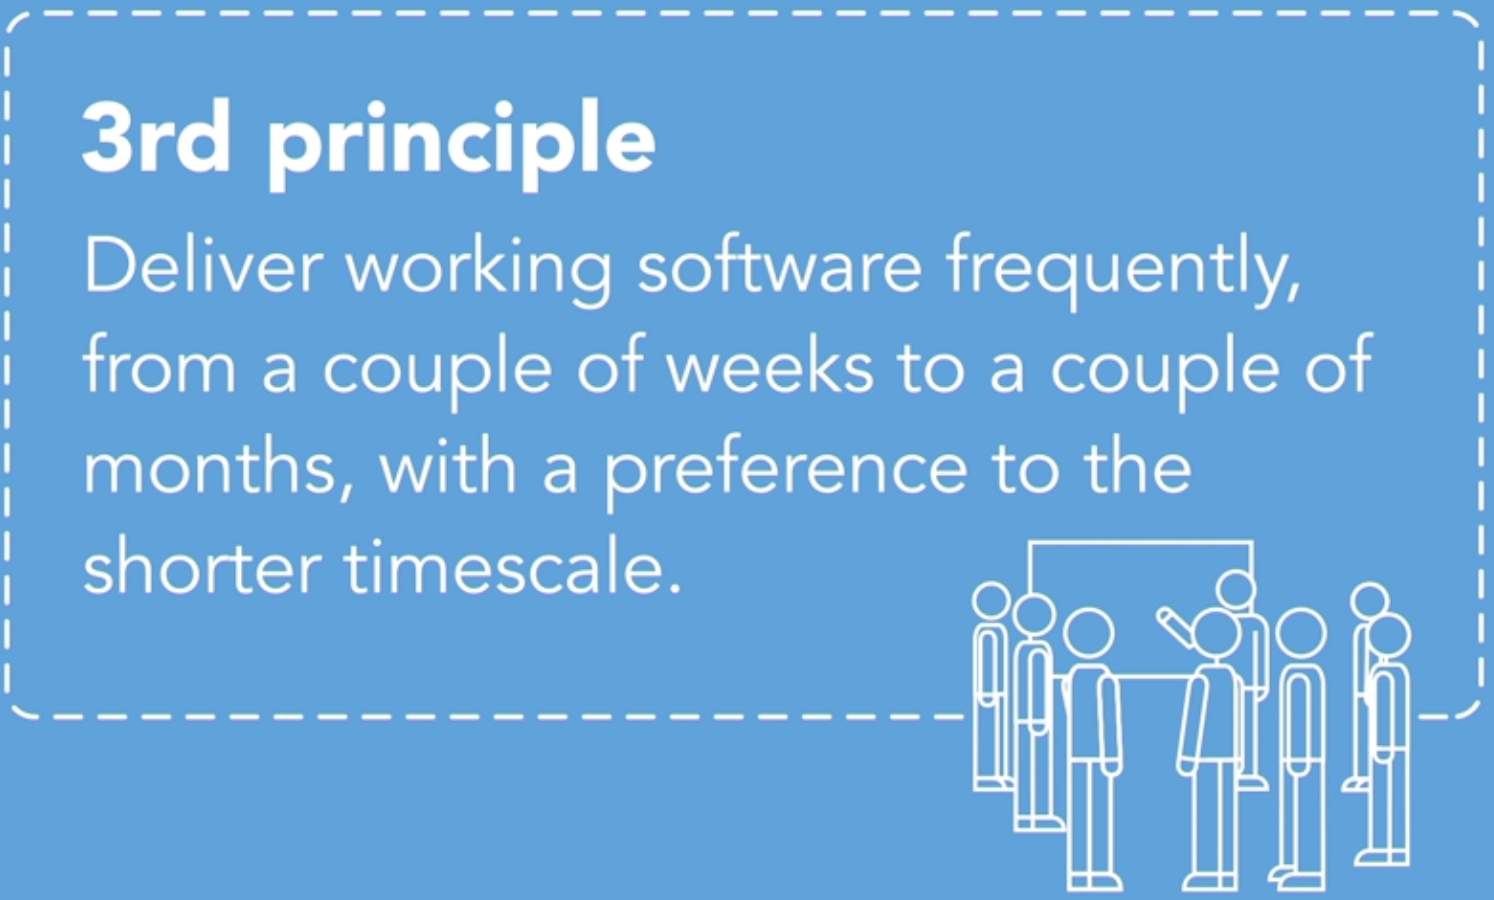 3rd principle
Deliver working software frequently,
from a couple of weeks to a couple of
months, with a preference to the
shorter timescale.